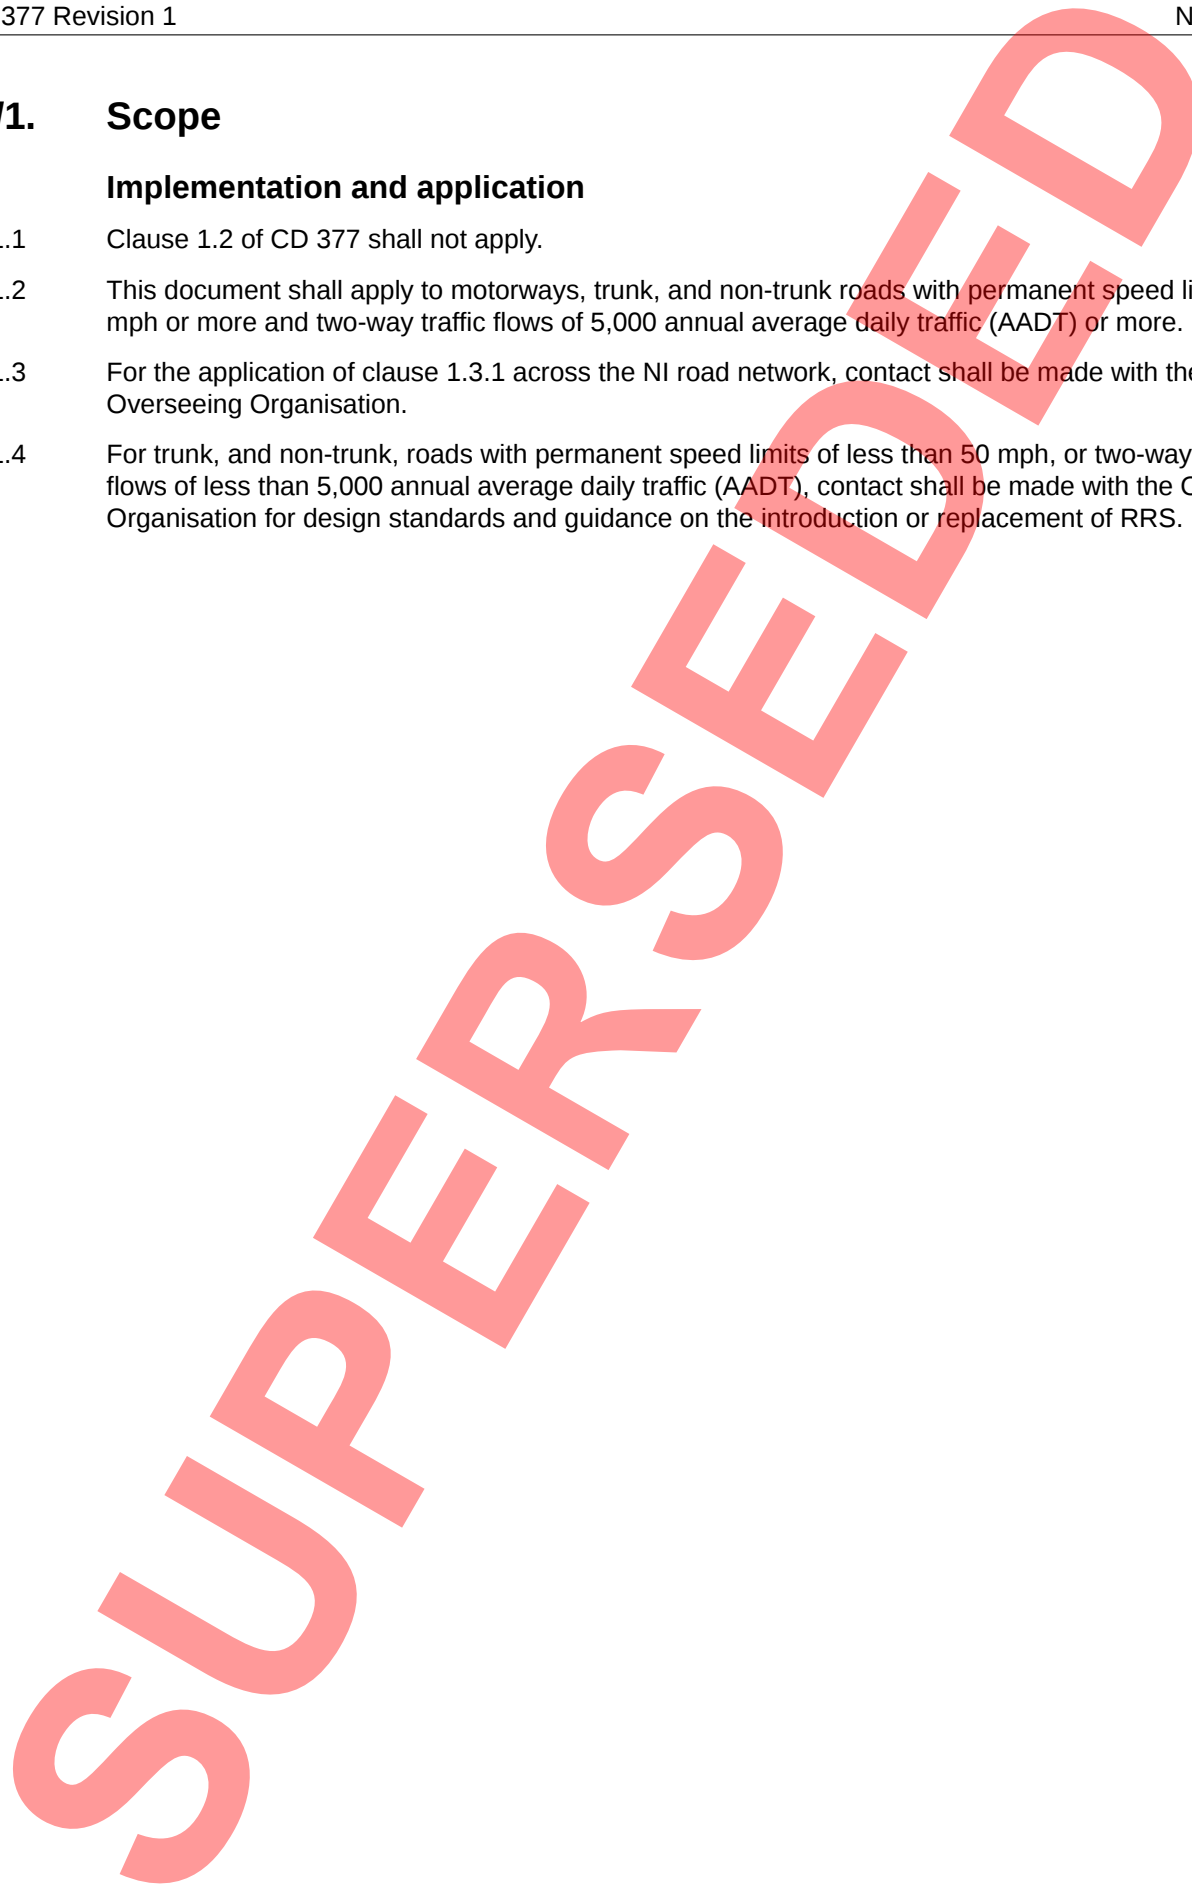 377 Revision 1
/1. Scope
Implementation and application
.1 Clause 1.2 of CD 377 shall not apply.
.2 This document shall apply to motorways, trunk, and non-trunk roads with permanent speed
mph or more and two-way traffic flows of 5,000 annual average daily traffic (AADT) or more.
.3 For the application of clause 1.3.1 across the NI road network, contact shall be made with the
Overseeing Organisation.
.4 For trunk, and non-trunk, roads with permanent speed limits of less than 50 mph, or two-way
flows of less than 5,000 annual average daily traffic (AADT), contact shall be made with the
Organisation for design standards and guidance on the introduction or replacement of RRS.
SUPERSEDED